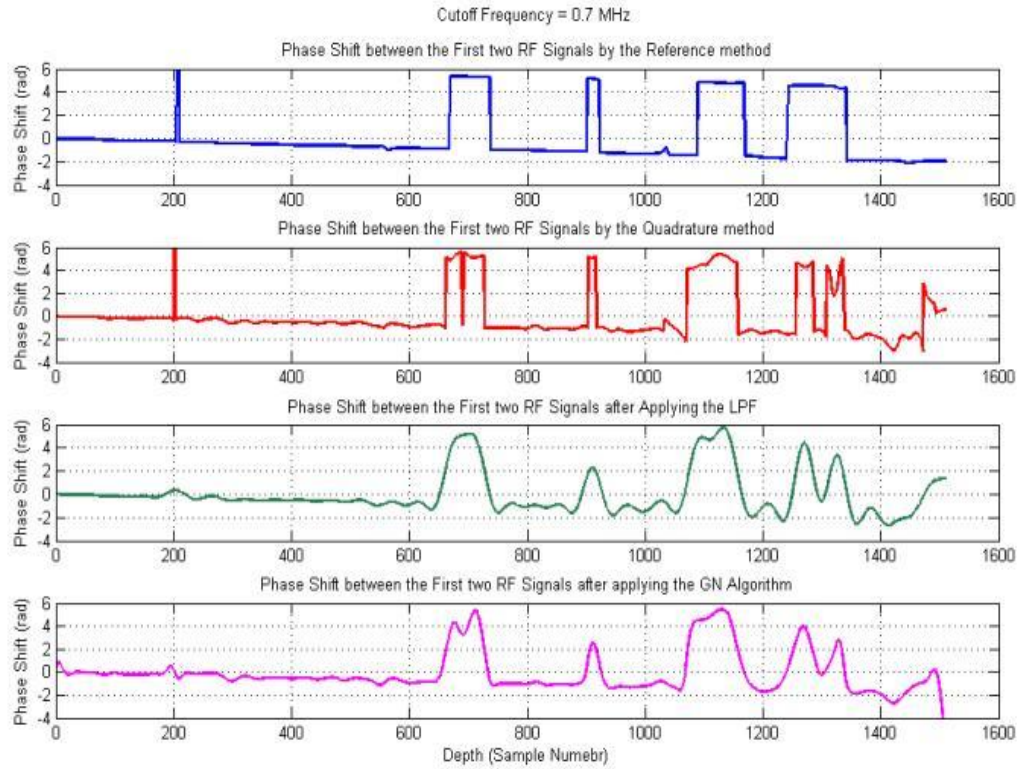 Cutoff Frequency = 0.7 MHz
Phase Shift between the First two RF Signals by the Reference method
Phase Shift (rad)
6
4
2
0
-2
-4
0 200 400 600 800 1000 1200 1400 1600
Phase Shift between the First two RF Signals by the Quadrature method
Phase Shift (rad)
6
4
2
0
-2
-4
0 200 400 600 800 1000 1200 1400 1600
Phase Shift between the First two RF Signals after Applying the LPF
Phase Shift (rad)
6
4
2
0
-2
-4
0 200 400 600 800 1000 1200 1400 1600
Phase Shift between the First two RF Signals after applying the GN Algorithm
Phase Shift (rad)
6
4
2
0
-2
-4
0 200 400 600 800 1000 1200 1400 1600
Depth (Sample Numebr)